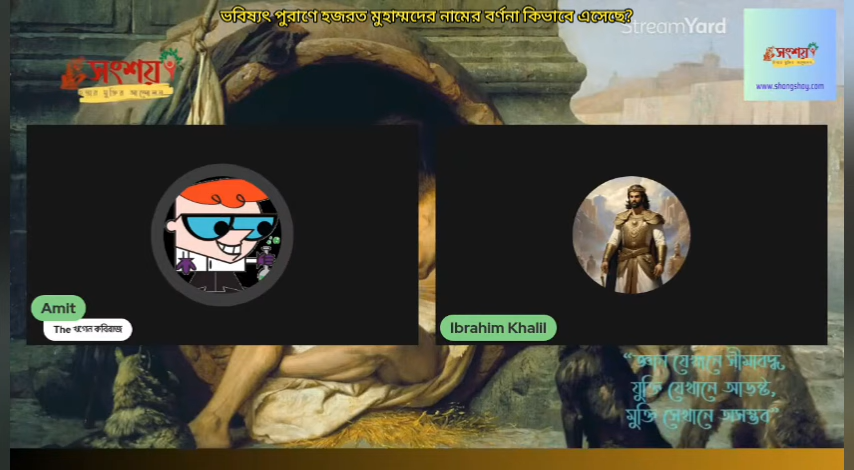 ভবিষ্যৎ পুরাণে হজরত মুহাম্মদের নামের বর্ণনা কিভাবে এসেছে?
StreamYard
সংশয়
সংশয়
www.shongshoy.com
Amit
The খগেন কবিরাজ
Ibrahim Khalil
“জ্ঞান যেখানে সীমাবদ্ধ,
যুক্তি যেখানে আড়ষ্ট,
মুক্তি সেখানে অসম্ভব”